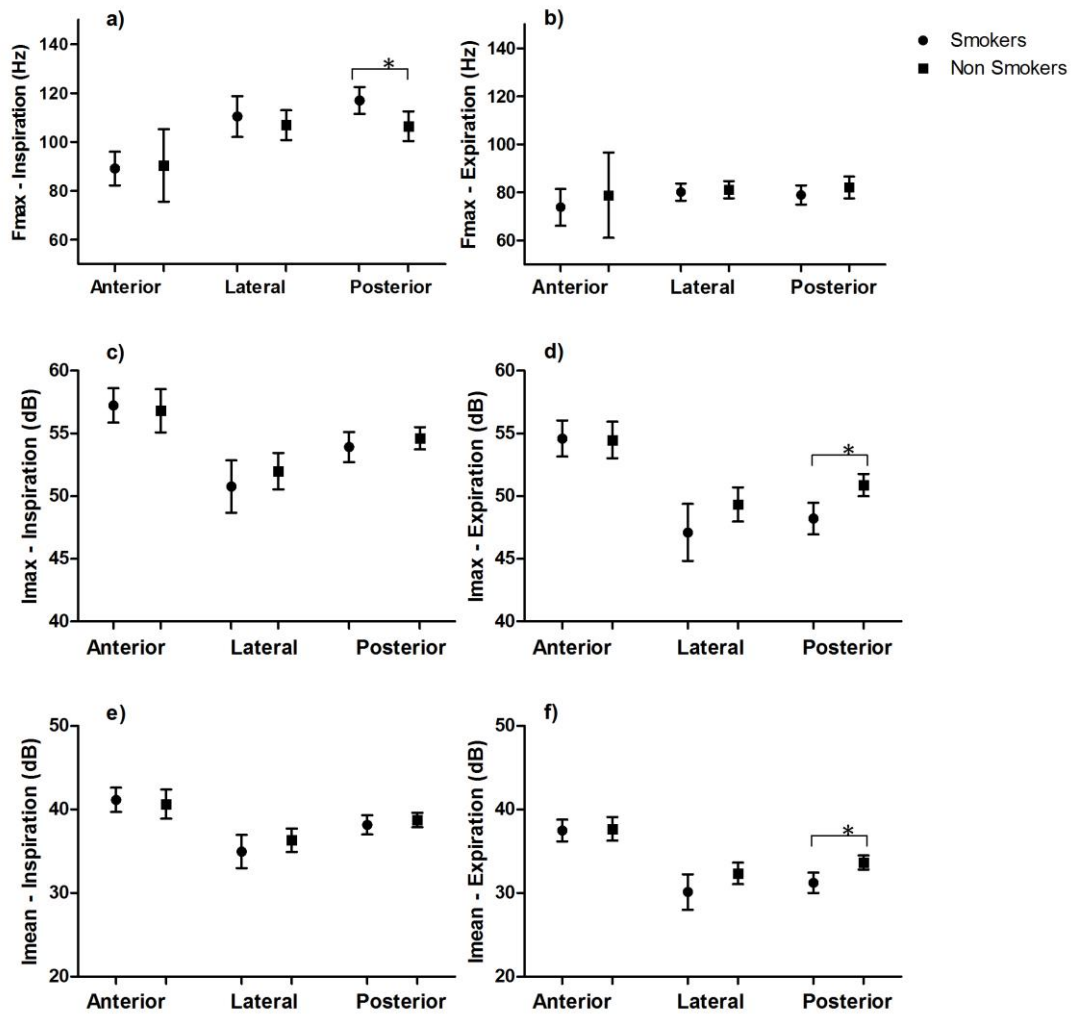 a)
Fmax - Inspiration (Hz)
140
120
100
80
60
*
Anterior Lateral Posterior
b)
Fmax - Expiration (Hz)
140
120
100
80
60
Anterior Lateral Posterior
Smokers
Non Smokers
c)
Imax - Inspiration (dB)
60
55
50
45
40
Anterior Lateral Posterior
d)
Imax - Expiration (dB)
60
55
50
45
40
*
Anterior Lateral Posterior
e)
Imean - Inspiration (dB)
50
40
30
20
Anterior Lateral Posterior
f)
Imean - Expiration (dB)
50
40
30
20
*
Anterior Lateral Posterior